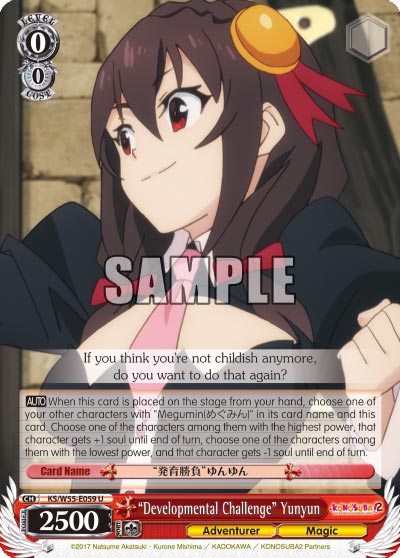 LEVEL
0
0
COST
SAMPLE
If you think you're not childish anymore,
do you want to do that again?
AUTO When this card is placed on the stage from your hand, choose one of
your other characters with "Megumin(めぐみん)" in its card name and this
card. Choose one of the characters among them with the highest power, that
character gets +1 soul until end of turn, choose one of the characters among
them with the lowest power, and that character gets -1 soul until end of turn.
Card Name "発育勝負"ゆんゆん
CH KS/W55-E059 U
POWER 2500 SOUL "Developmental Challenge" Yunyun KONOSUBA 2
Adventurer Magic
©2017 Natsume Akatsuki・Kurone Mishima / KADOKAWA / KONOSUBA2 Partners